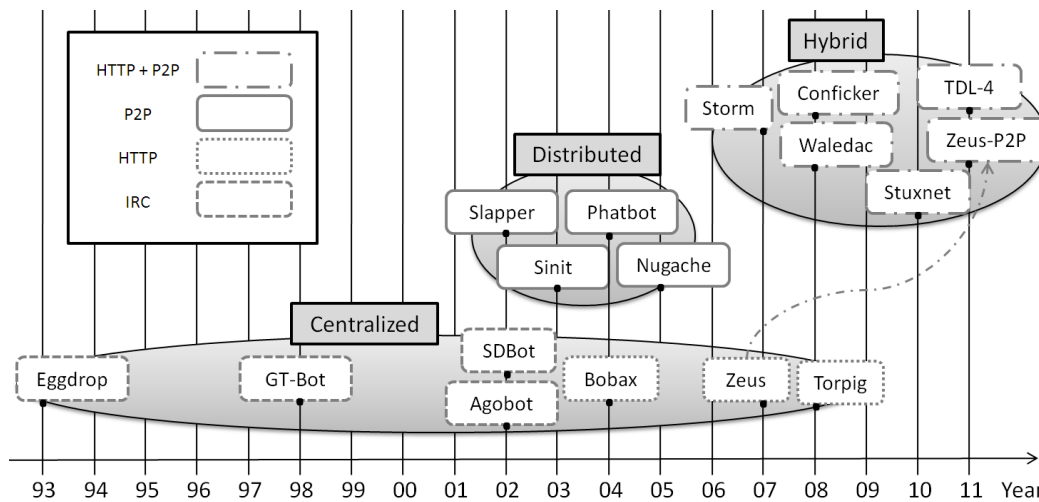 HTTP + P2P
P2P
HTTP
IRC
Hybrid
Storm
Conficker
TDL-4
Waledac
Zeus-P2P
Stuxnet
Distributed
Slapper
Phatbot
Sinit
Nugache
Centralized
Eggdrop
GT-Bot
SDBot
Agobot
Bobax
Zeus
Torpig
93 94 95 96 97 98 99 00 01 02 03 04 05 06 07 08 09 10 11 Year